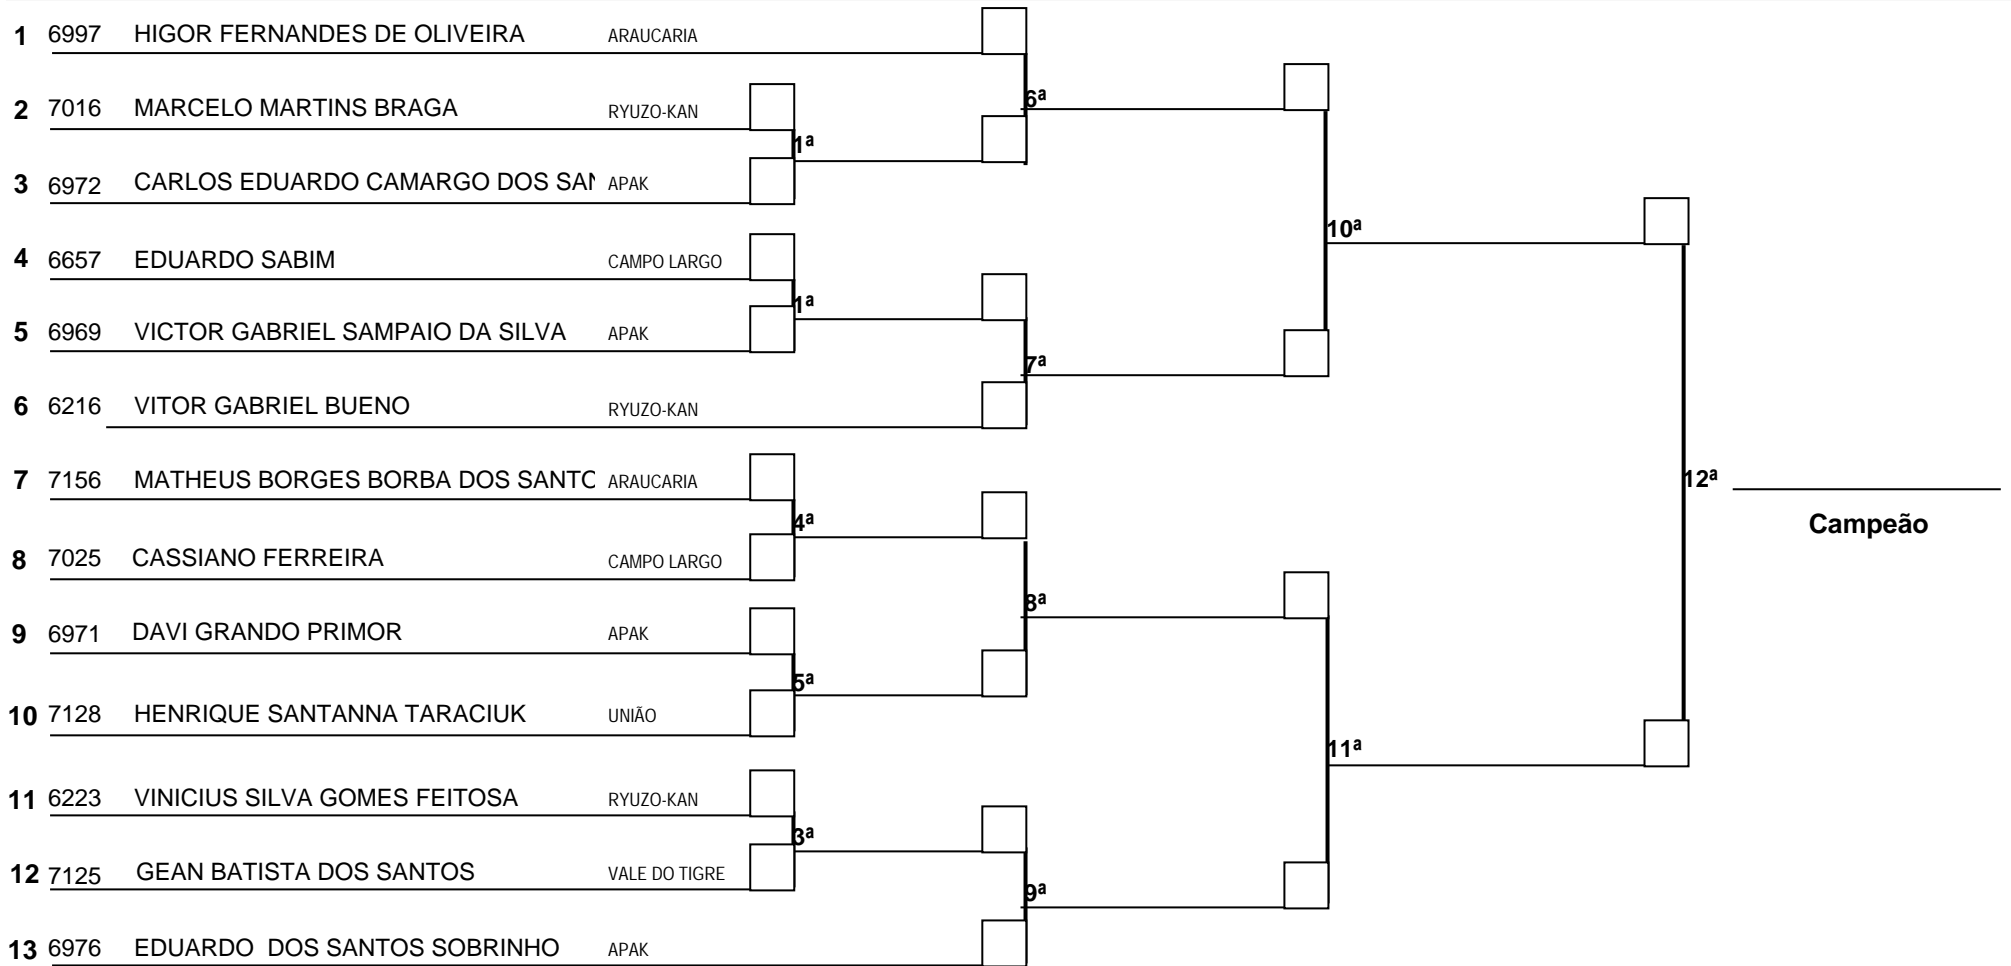 1 6997 HIGOR FERNANDES DE OLIVEIRA ARAUCARIA
6ª
2 7016 MARCELO MARTINS BRAGA RYUZO-KAN
1ª
3 6972 CARLOS EDUARDO CAMARGO DOS SAN APAK
10ª
4 6657 EDUARDO SABIM CAMPO LARGO
1ª
5 6969 VICTOR GABRIEL SAMPAIO DA SILVA APAK
7ª
6 6216 VITOR GABRIEL BUENO RYUZO-KAN
7 7156 MATHEUS BORGES BORBA DOS SANTO ARAUCARIA
12ª
4ª
Campeão
8 7025 CASSIANO FERREIRA CAMPO LARGO
8ª
9 6971 DAVI GRANDO PRIMOR APAK
5ª
10 7128 HENRIQUE SANTANNA TARACIUK UNIÃO
11ª
11 6223 VINICIUS SILVA GOMES FEITOSA RYUZO-KAN
3ª
12 7125 GEAN BATISTA DOS SANTOS VALE DO TIGRE
9ª
13 6976 EDUARDO DOS SANTOS SOBRINHO APAK